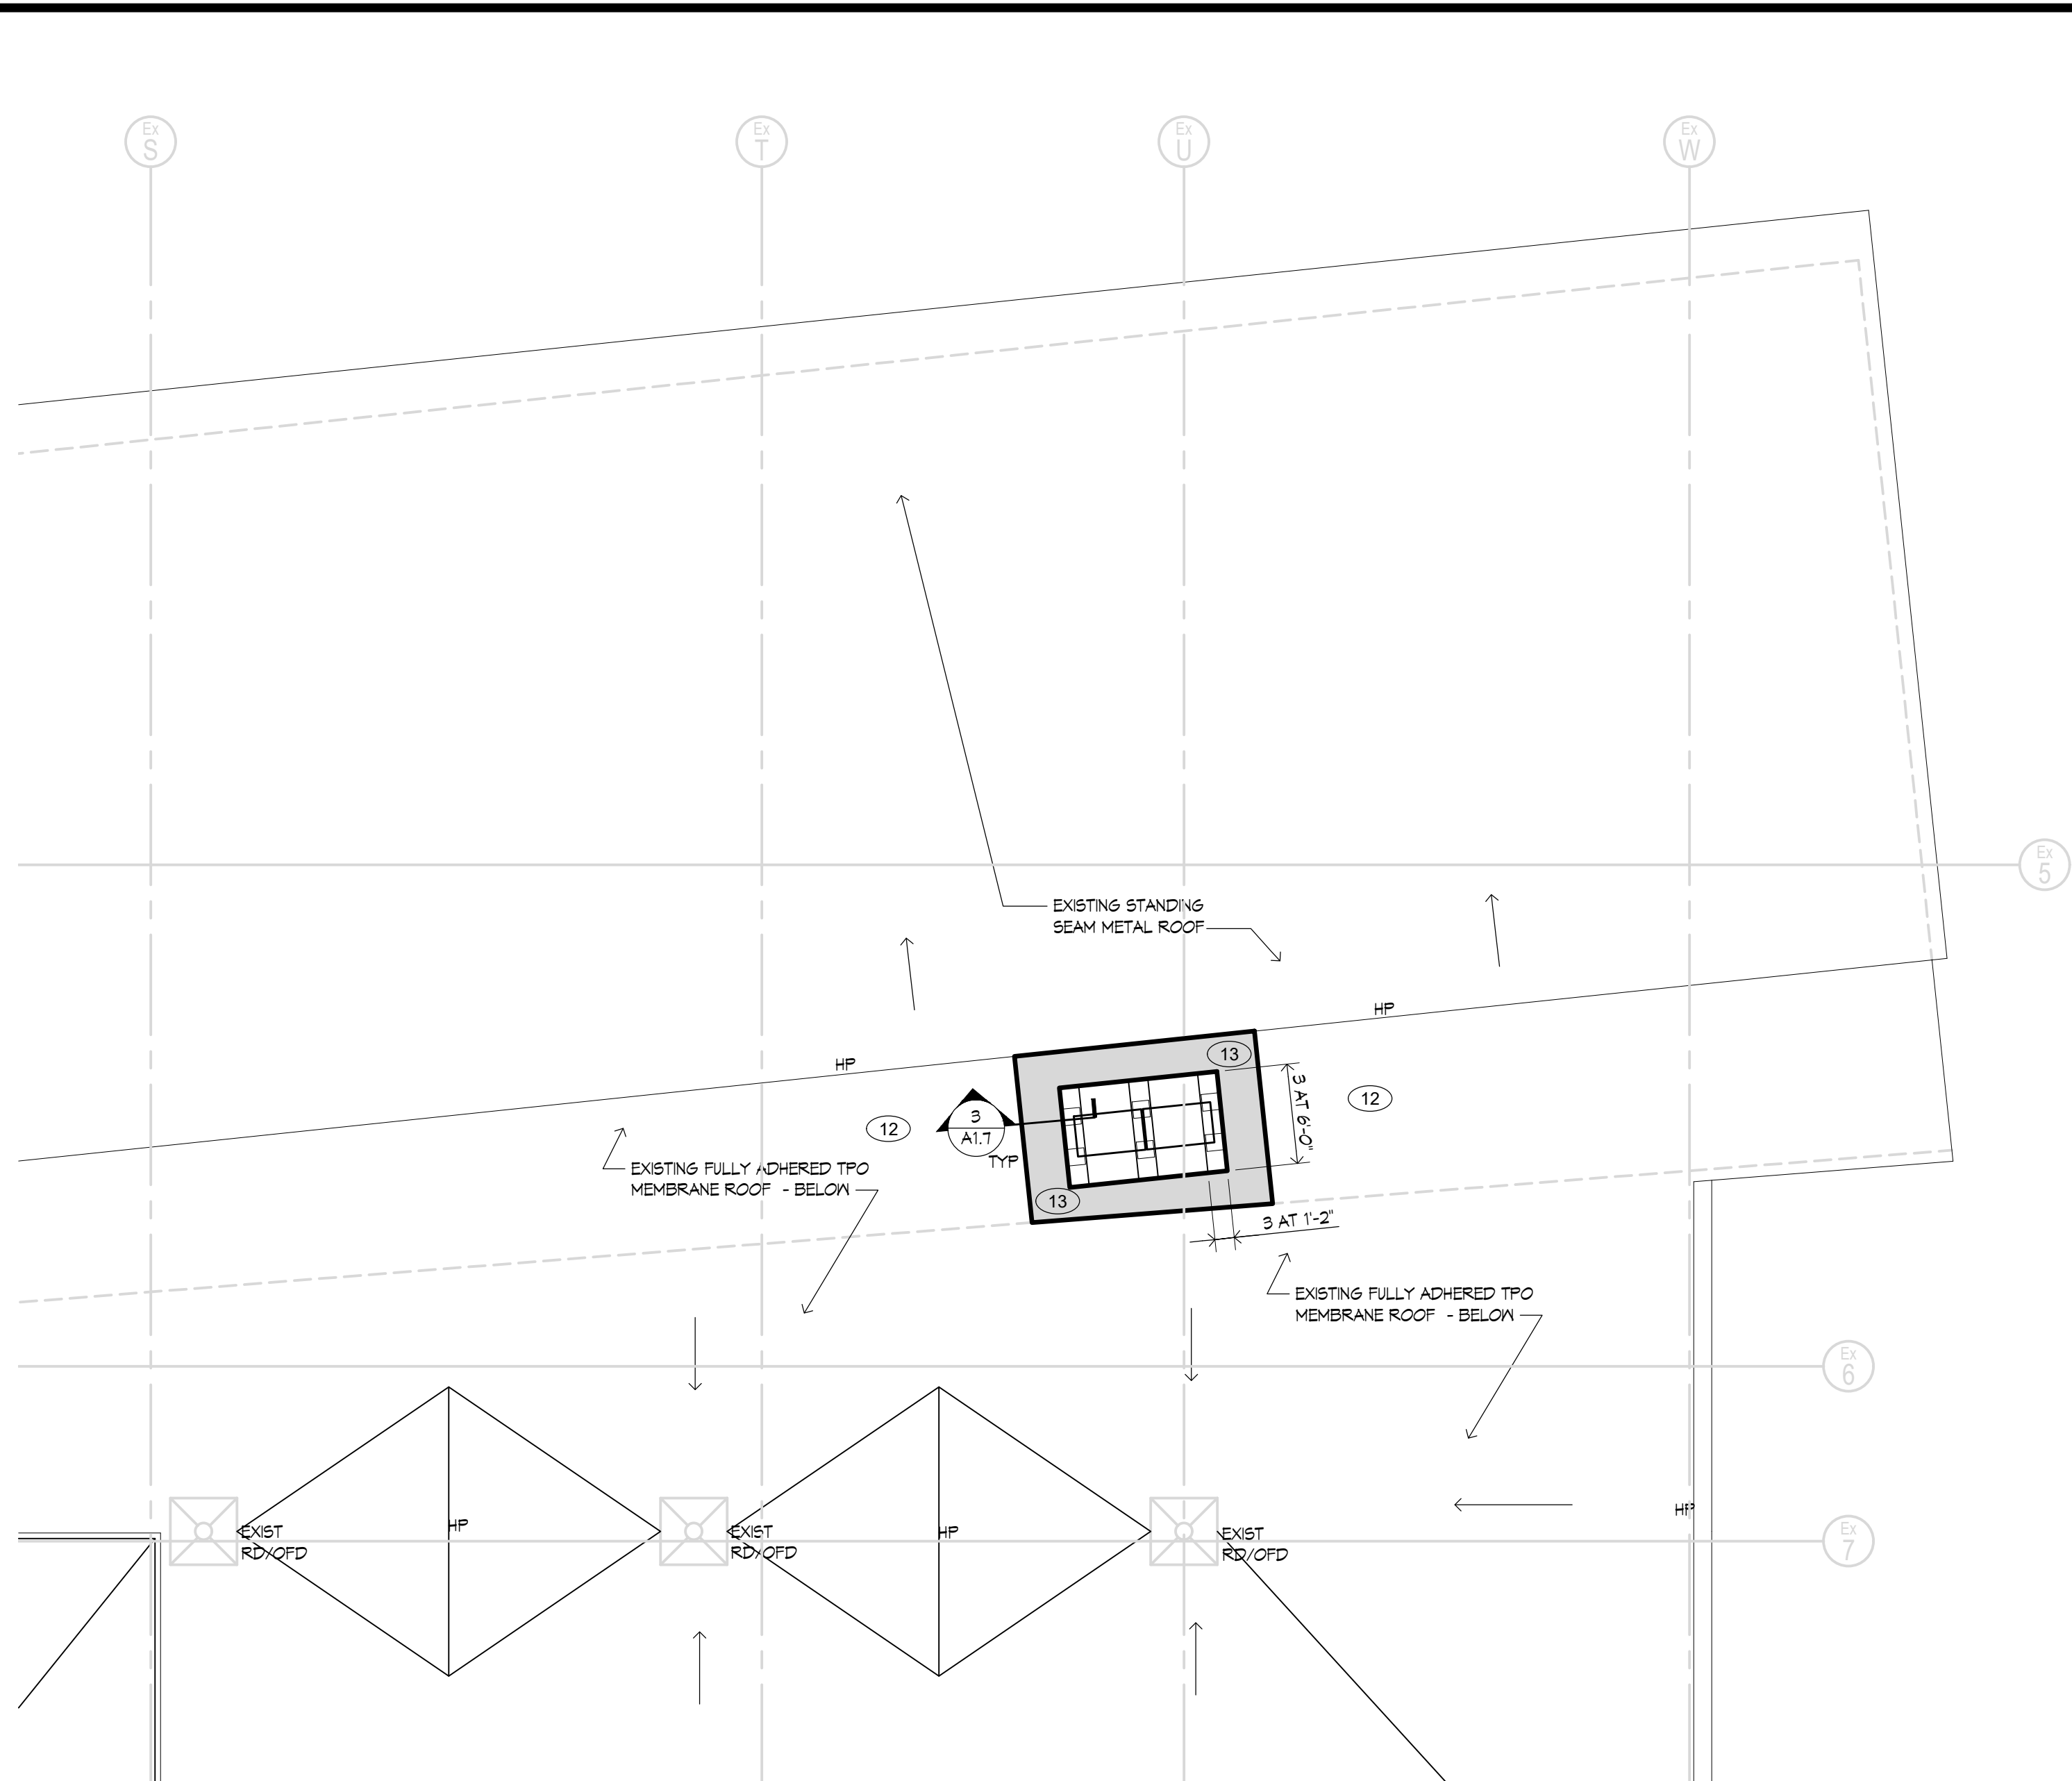 Ex
S
Ex
T
Ex
U
Ex
W
Ex
5
EXISTING STANDING
SEAM METAL ROOF
HP
HP
13
12
12
3
A1.7
TYP
3 AT 6'-0"
EXISTING FULLY ADHERED TPO
MEMBRANE ROOF - BELOW
13
3 AT 1'-2"
EXISTING FULLY ADHERED TPO
MEMBRANE ROOF - BELOW
Ex
6
HP
HP
HP
EXIST
RD/OFD
EXIST
RD/OFD
EXIST
RD/OFD
Ex
7